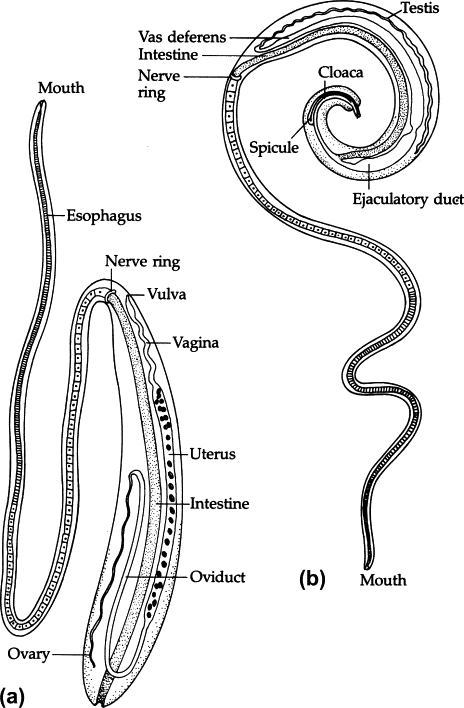 Mouth
Esophagus
Nerve ring
Vulva
Vagina
Uterus
Intestine
Oviduct
Ovary
(a)
Testis
Vas deferens
Intestine
Nerve
ring
Cloaca
Spicule
Ejaculatory duct
(b)
Mouth